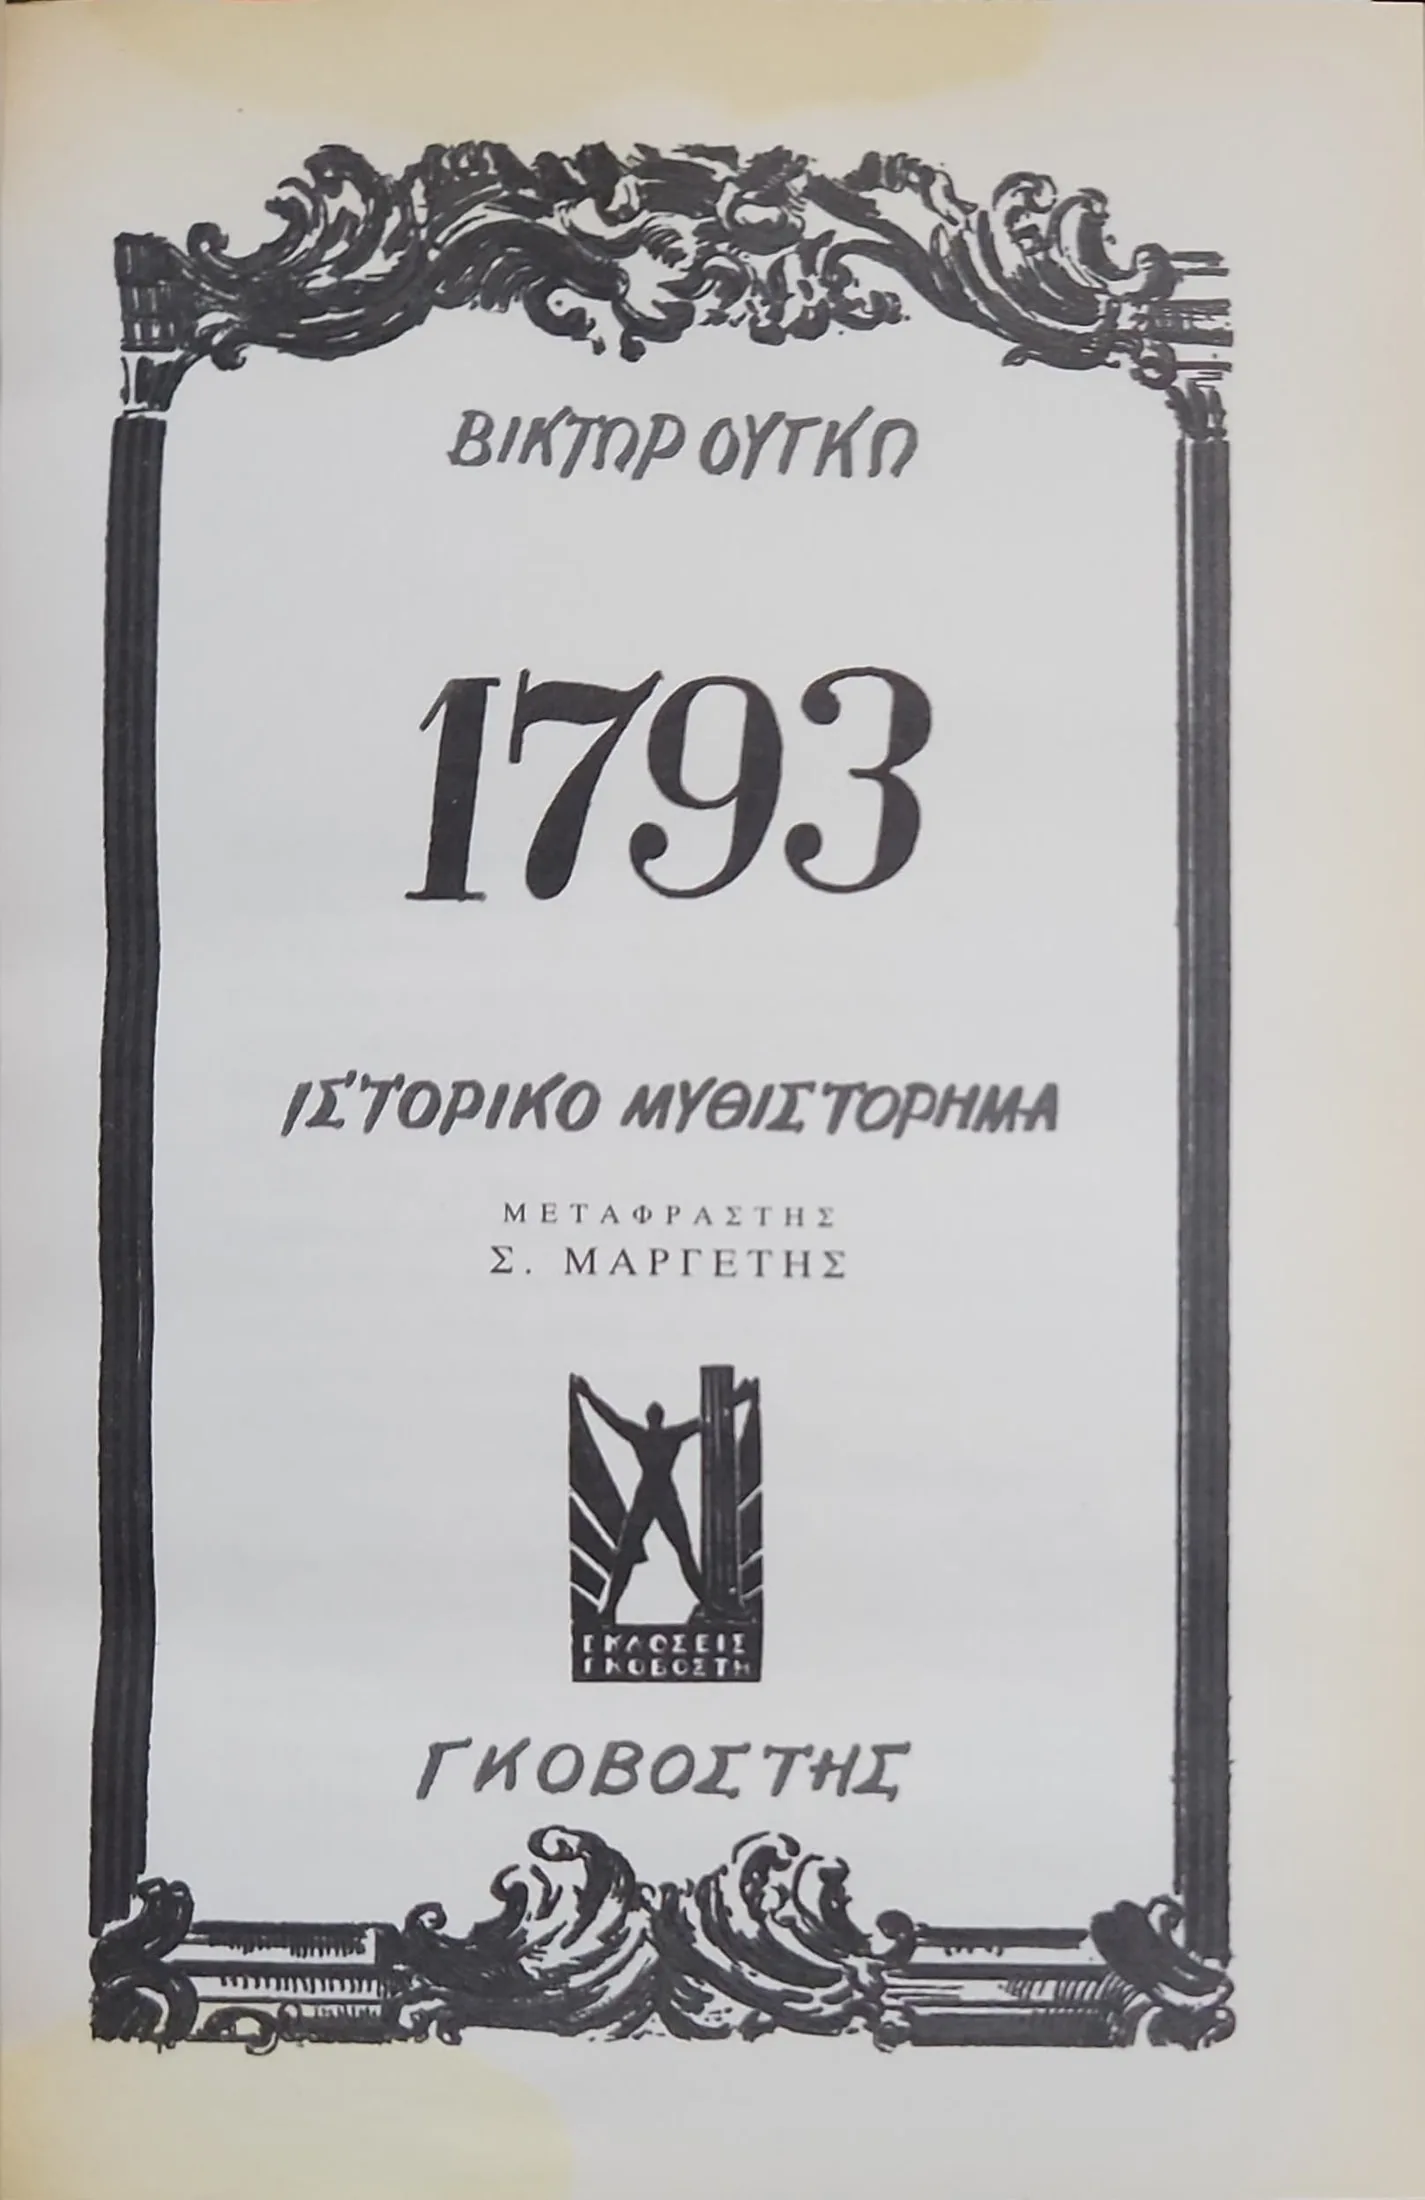 ΒΙΚΤΩΡ ΟΥΓΚΩ
1793
ΙΣΤΟΡΙΚΟ ΜΥΘΙΣΤΟΡΗΜΑ
ΜΕΤΑΦΡΑΣΤΗΣ
Σ. ΜΑΡΓΕΤΗΣ
ΕΚΔΟΣΕΙΣ
ΓΚΟΒΟΣΤΗ
ΓΚΟΒΟΣΤΗΣ